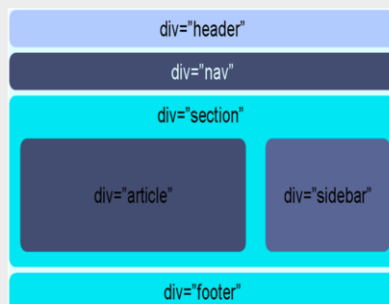 div="header"
div="nav"
div="section"
div="article"
div="sidebar"
div="footer"